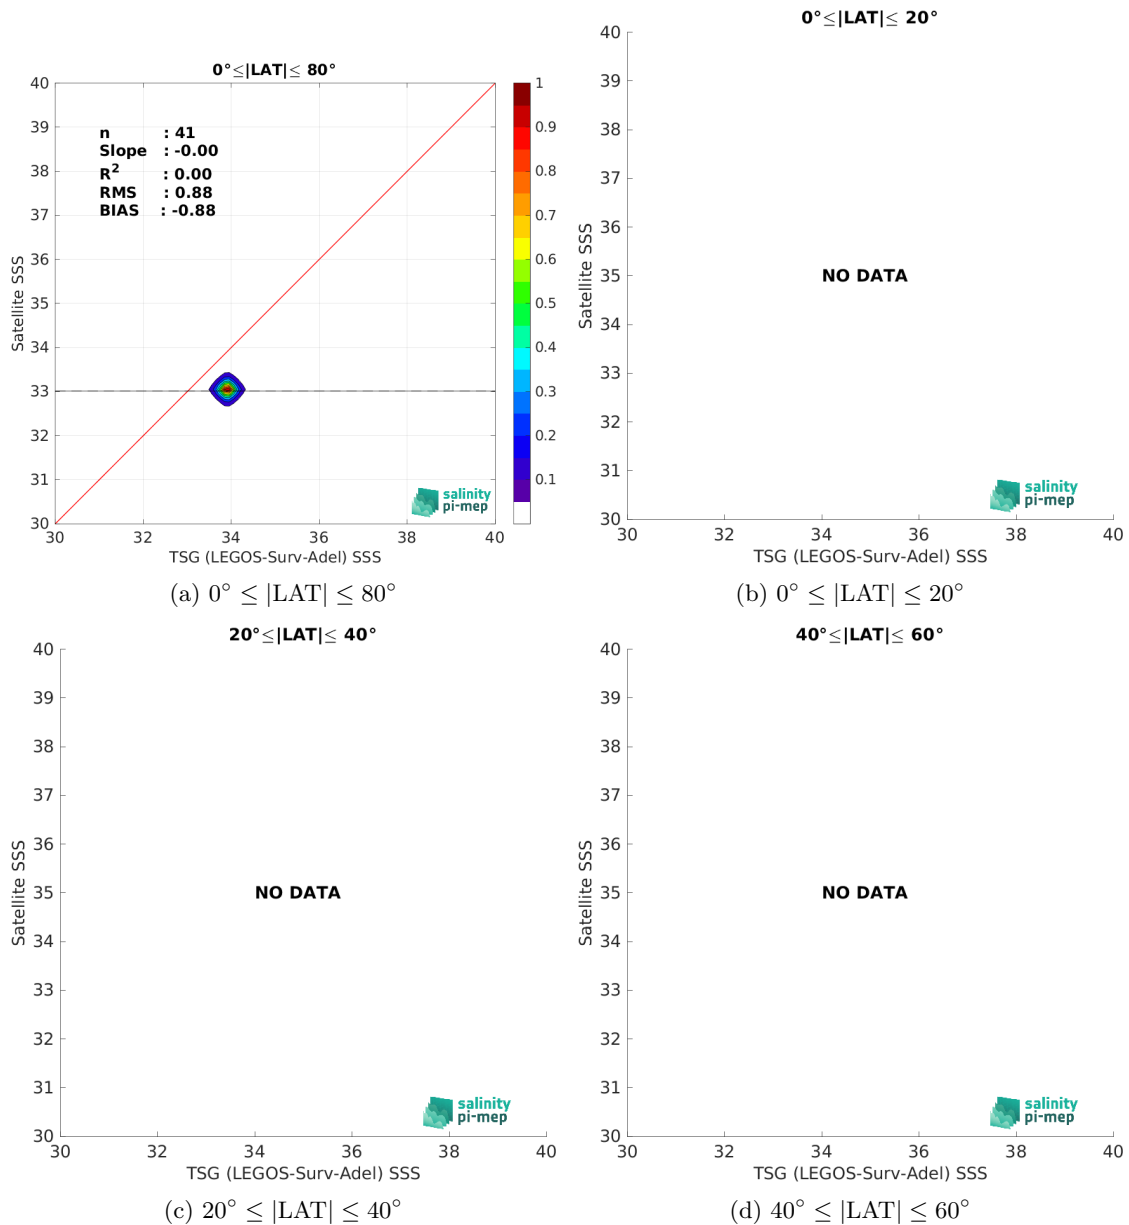 0°≤|LAT|≤ 80°
40
39
38
37
36
35
34
33
32
31
30
Satellite SSS
n : 41
Slope : -0.00
R² : 0.00
RMS : 0.88
BIAS : -0.88
salinity
pi-mep
30 32 34 36 38 40
TSG (LEGOS-Surv-Adel) SSS
1
0.9
0.8
0.7
0.6
0.5
0.4
0.3
0.2
0.1
(a) 0° ≤ |LAT| ≤ 80°
0°≤|LAT|≤ 20°
40
39
38
37
36
35
34
33
32
31
30
Satellite SSS
NO DATA
salinity
pi-mep
30 32 34 36 38 40
TSG (LEGOS-Surv-Adel) SSS
(b) 0° ≤ |LAT| ≤ 20°
20°≤|LAT|≤ 40°
40
39
38
37
36
35
34
33
32
31
30
Satellite SSS
NO DATA
salinity
pi-mep
30 32 34 36 38 40
TSG (LEGOS-Surv-Adel) SSS
(c) 20° ≤ |LAT| ≤ 40°
40°≤|LAT|≤ 60°
40
39
38
37
36
35
34
33
32
31
30
Satellite SSS
NO DATA
salinity
pi-mep
30 32 34 36 38 40
TSG (LEGOS-Surv-Adel) SSS
(d) 40° ≤ |LAT| ≤ 60°